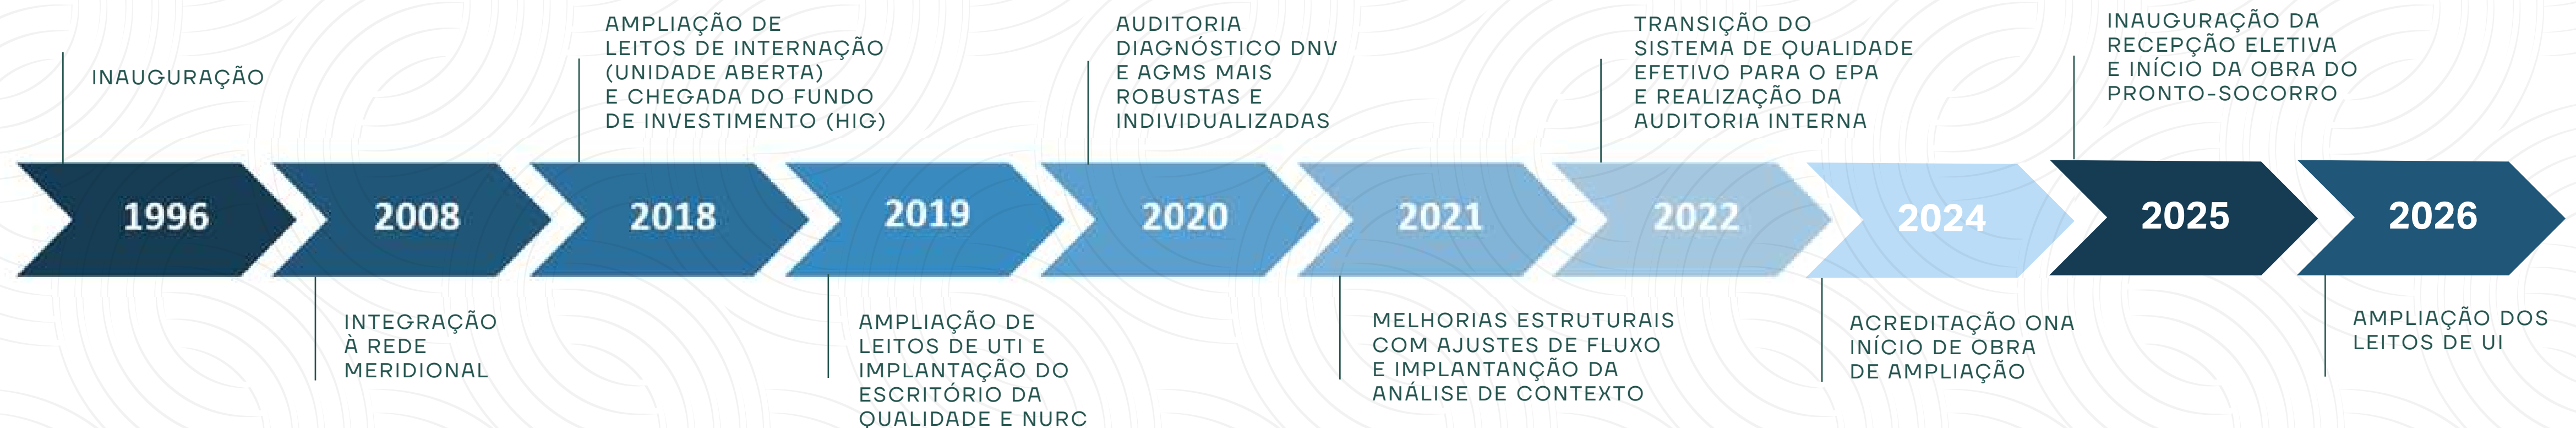 INAUGURAÇÃO
1996
2008
INTEGRAÇÃO
À REDE
MERIDIONAL
AMPLIAÇÃO DE
LEITOS DE INTERNAÇÃO
(UNIDADE ABERTA)
E CHEGADA DO FUNDO
DE INVESTIMENTO (HIG)
2018
2019
AMPLIAÇÃO DE
LEITOS DE UTI E
IMPLANTAÇÃO DO
ESCRITÓRIO DA
QUALIDADE E NURC
AUDITORIA
DIAGNÓSTICO DNV
E AGMS MAIS
ROBUSTAS E
INDIVIDUALIZADAS
2020
2021
MELHORIAS ESTRUTURAIS
COM AJUSTES DE FLUXO
E IMPLANTANÇÃO DA
ANÁLISE DE CONTEXTO
TRANSIÇÃO DO
SISTEMA DE QUALIDADE
EFETIVO PARA O EPA
E REALIZAÇÃO DA
AUDITORIA INTERNA
2022
2024
ACREDITAÇÃO ONA
INÍCIO DE OBRA
DE AMPLIAÇÃO
INAUGURAÇÃO DA
RECEPÇÃO ELETIVA
E INÍCIO DA OBRA DO
PRONTO-SOCORRO
2025
2026
AMPLIAÇÃO DOS
LEITOS DE UI